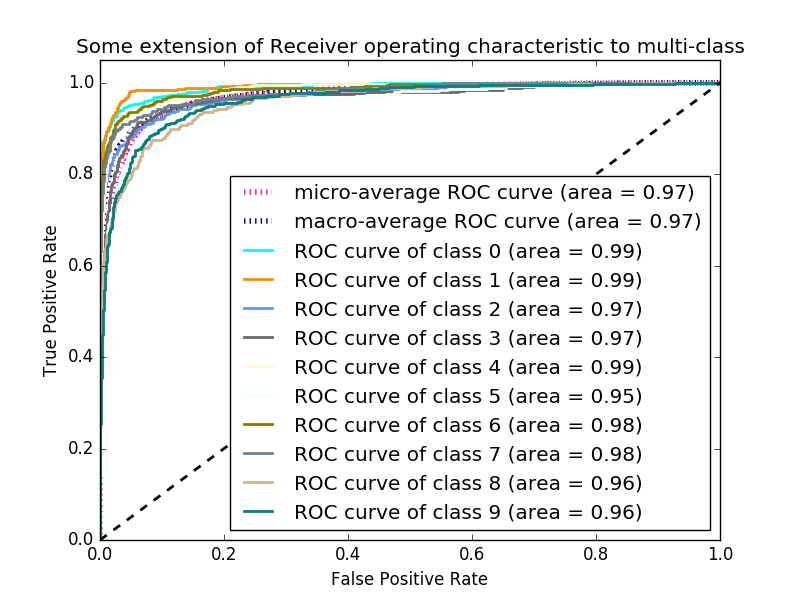 Some extension of Receiver operating characteristic to multi-class
1.0
0.8
0.6
0.4
0.2
0.0
True Positive Rate
micro-average ROC curve (area = 0.97)
macro-average ROC curve (area = 0.97)
ROC curve of class 0 (area = 0.99)
ROC curve of class 1 (area = 0.99)
ROC curve of class 2 (area = 0.97)
ROC curve of class 3 (area = 0.97)
ROC curve of class 4 (area = 0.99)
ROC curve of class 5 (area = 0.95)
ROC curve of class 6 (area = 0.98)
ROC curve of class 7 (area = 0.98)
ROC curve of class 8 (area = 0.96)
ROC curve of class 9 (area = 0.96)
0.0 0.2 0.4 0.6 0.8 1.0
False Positive Rate